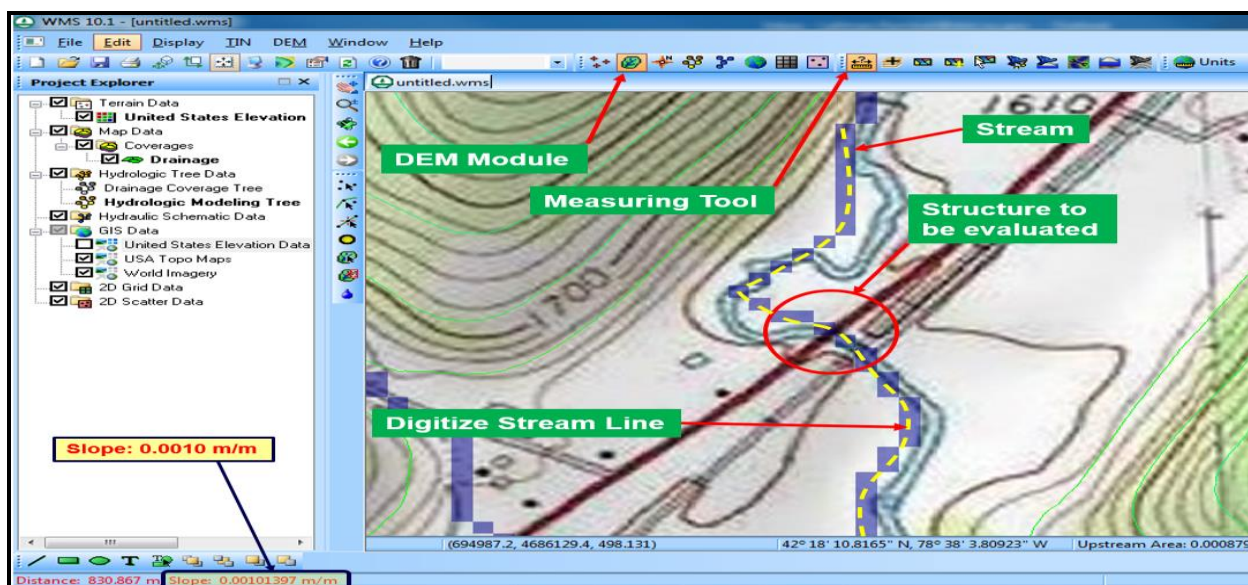 WMS 10.1 - [untitled.wms]
File Edit Display TIN DEM Window Help
Units
Project Explorer
untitled.wms
Terrain Data
United States Elevation
Map Data
Coverages
Drainage
Hydrologic Tree Data
Drainage Coverage Tree
Hydrologic Modeling Tree
Hydraulic Schematic Data
GIS Data
United States Elevation Data
USA Topo Maps
World Imagery
2D Grid Data
2D Scatter Data
1610
DEM Module
Stream
Measuring Tool
Structure to
be evaluated
1700
Digitize Stream Line
Slope: 0.0010 m/m
(694987.2, 4686129.4, 498.131) 42° 18' 10.8165" N, 78° 38' 3.80923" W Upstream Area: 0.000879
T
Distance: 830.867 m Slope: 0.00101397 m/m